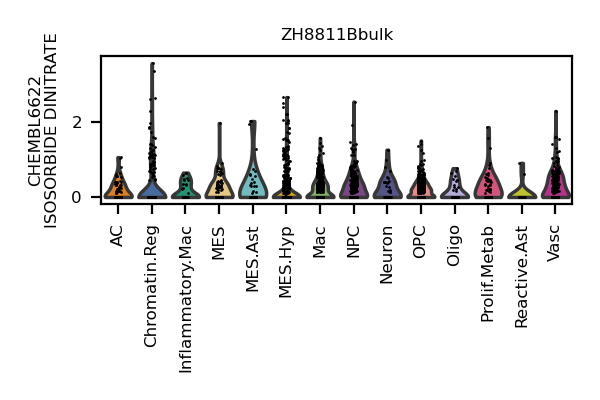 ZH8811Bbulk
CHEMBL6622
ISOSORBIDE DINITRATE
2
0
AC
Chromatin.Reg
Inflammatory.Mac
MES
MES.Ast
MES.Hyp
Mac
NPC
Neuron
OPC
Oligo
Prolif.Metab
Reactive.Ast
Vasc